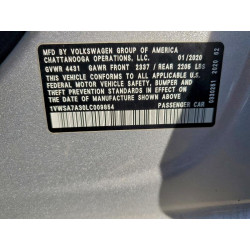 BY VOLKSWAGEN GROUP OF AMERICA
CHATTANOOGA OPERATIONS, LLC. 01/2020
GVWR 4431 GAWR FRONT 2337 / REAR 2205 LBS
THIS VEHICLE CONFORMS TO ALL APPLICABLE U.S.
FEDERAL MOTOR VEHICLE SAFETY, BUMPER, AND
THEFT PREVENTION STANDARDS IN EFFECT ON
THE DATE OF MANUFACTURE SHOWN ABOVE.
1VWSA7A30LC009854 PASSENGER CAR